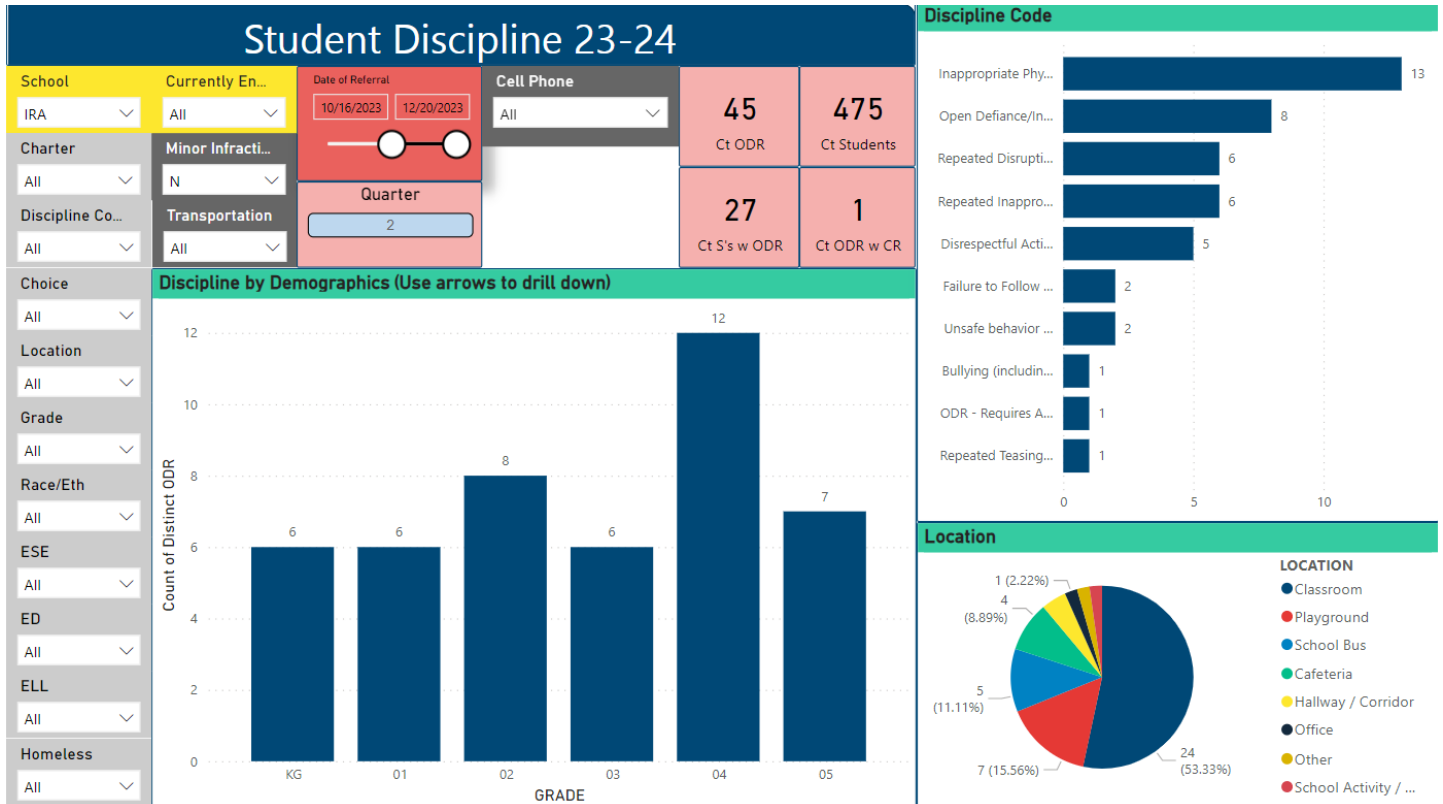 Student Discipline 23-24
School
IRA
Currently En...
All
Date of Referral
10/16/2023
12/20/2023
Cell Phone
All
45
Ct ODR
475
Ct Students
Charter
All
Minor Infracti...
N
Quarter
2
27
Ct S's w ODR
1
Ct ODR w CR
Discipline Co...
All
Transportation
All
Choice
All
Location
All
Grade
All
Race/Eth
All
ESE
All
ED
All
ELL
All
Homeless
All
Discipline by Demographics (Use arrows to drill down)
Count of Distinct ODR
12
10
8
6
4
2
0
6
6
8
6
12
7
KG
01
02
03
04
05
GRADE
Discipline Code
Inappropriate Phy... 13
Open Defiance/In... 8
Repeated Disrupti... 6
Repeated Inappro... 6
Disrespectful Acti... 5
Failure to Follow ... 2
Unsafe behavior ... 2
Bullying (includin... 1
ODR - Requires A... 1
Repeated Teasing... 1
0 5 10
Location
1 (2.22%)
4
(8.89%)
5
(11.11%)
7 (15.56%)
24
(53.33%)
LOCATION
Classroom
Playground
School Bus
Cafeteria
Hallway / Corridor
Office
Other
School Activity / ...